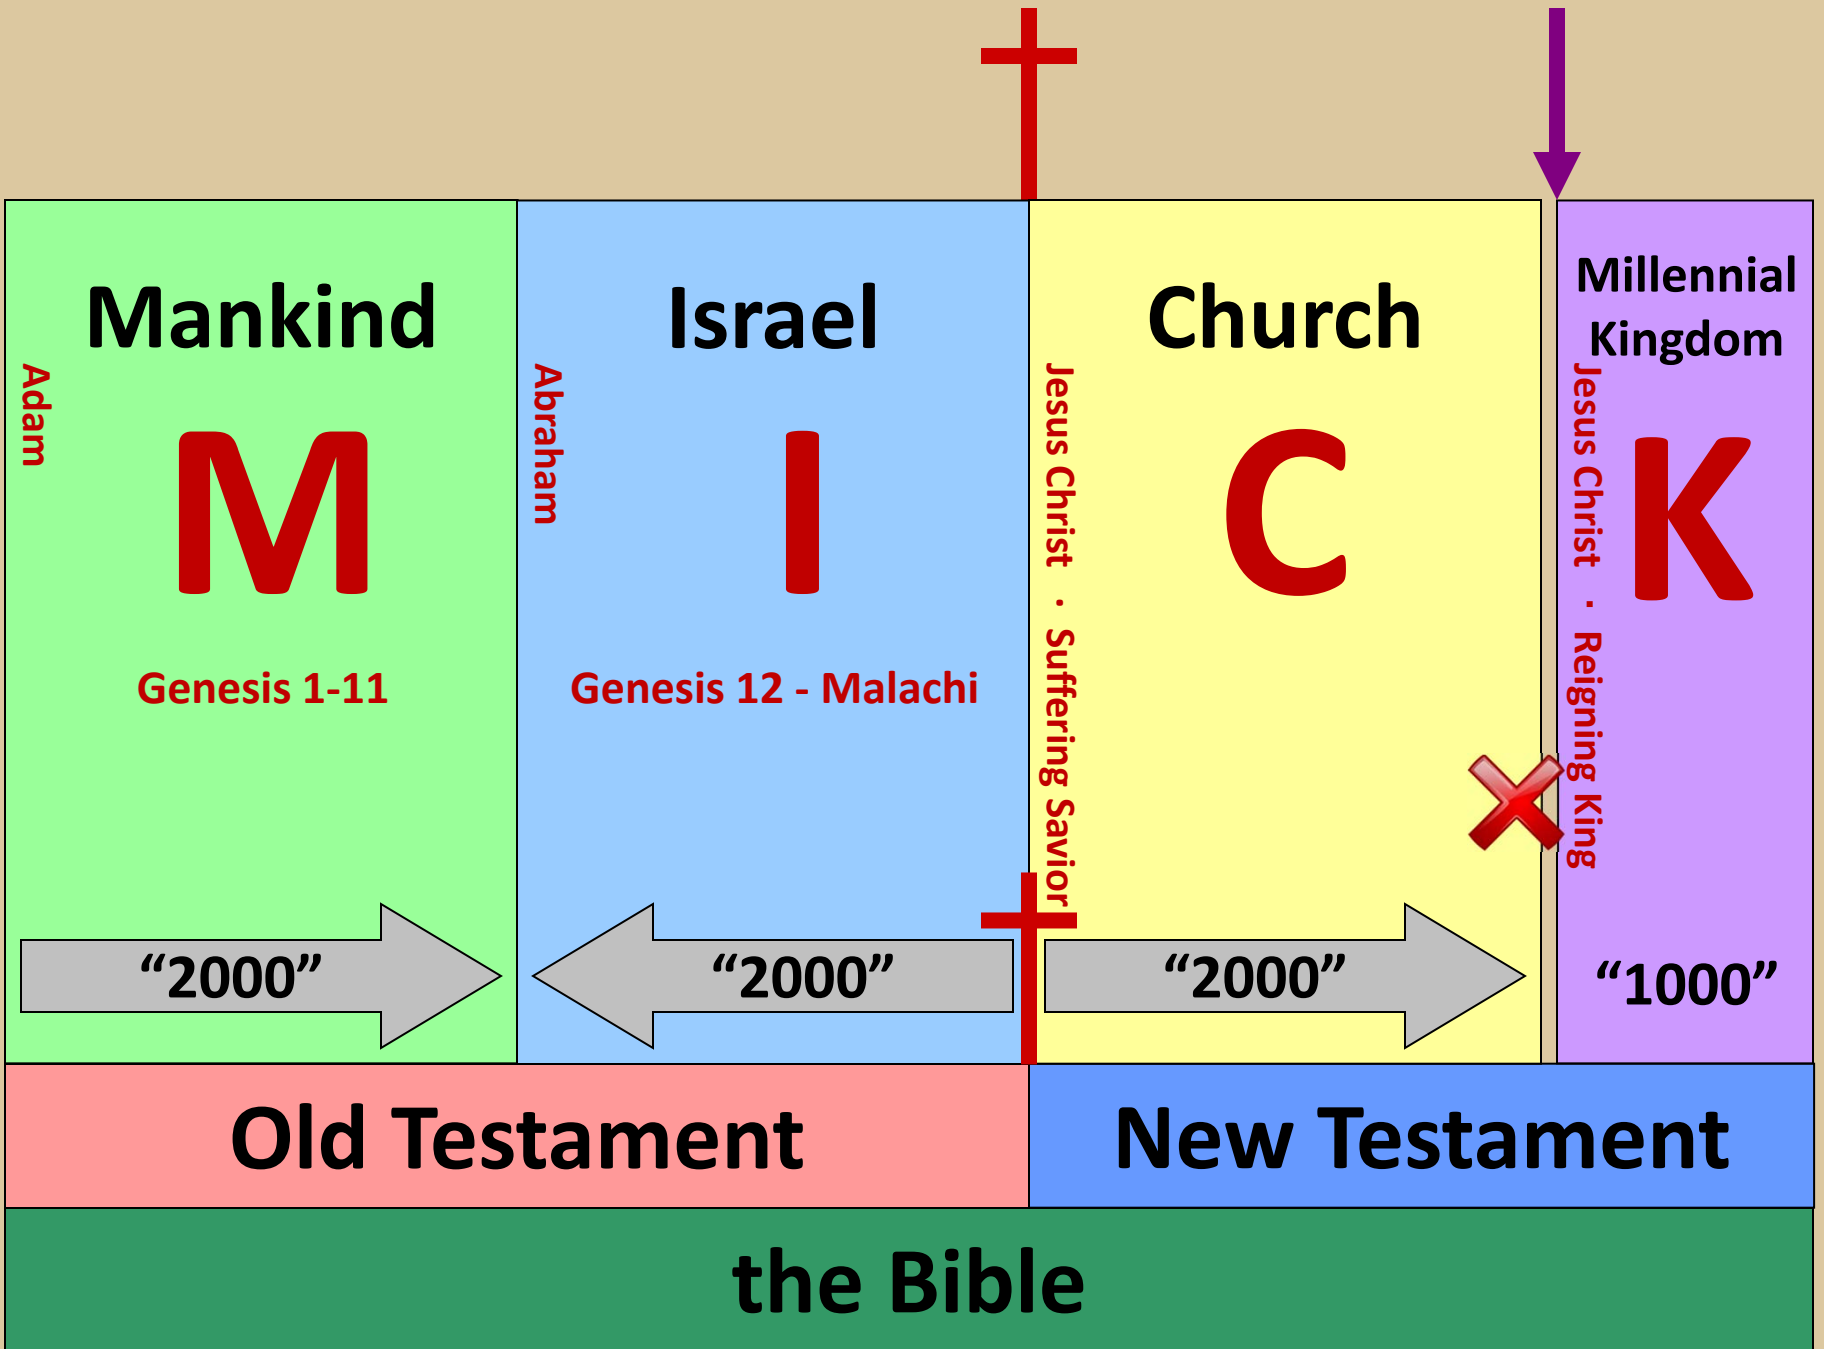 Mankind
Adam
M
Genesis 1-11
“2000”
Israel
Abraham
I
Genesis 12 - Malachi
“2000”
Church
Jesus Christ · Suffering Savior
C
“2000”
Millennial
Kingdom
Jesus Christ · Reigning King
K
“1000”
Old Testament
New Testament
the Bible